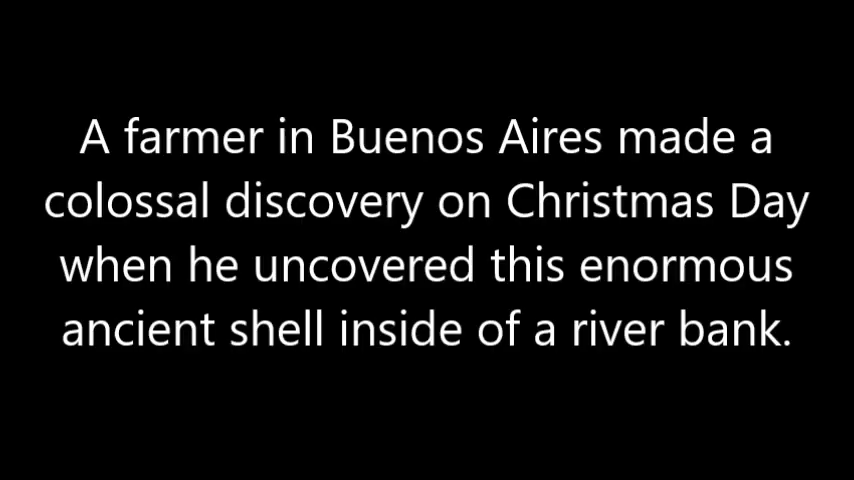 A farmer in Buenos Aires made a
colossal discovery on Christmas Day
when he uncovered this enormous
ancient shell inside of a river bank.